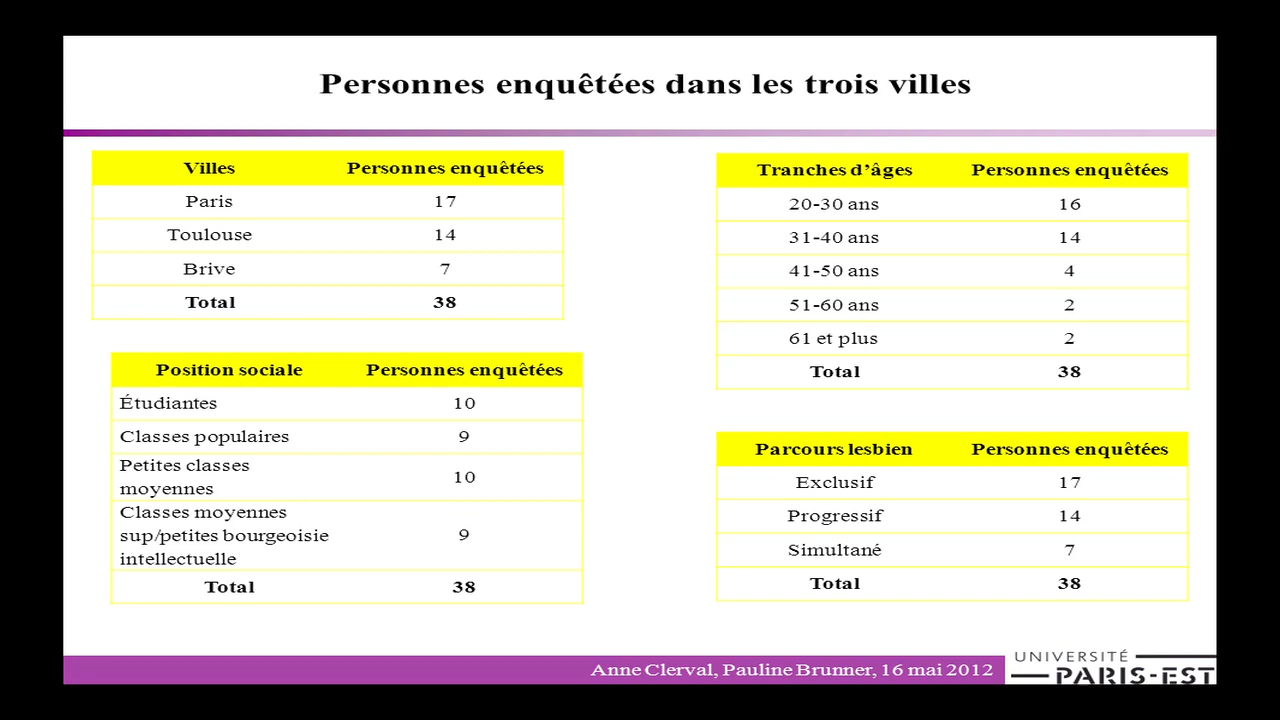 Personnes enquêtées dans les trois villes
Villes Personnes enquêtées
Paris 17
Toulouse 14
Brive 7
Total 38
Position sociale Personnes enquêtées
Étudiantes 10
Classes populaires 9
Petites classes
moyennes 10
Classes moyennes
sup/petites bourgeoisie 9
intellectuelle
Total 38
Tranches d’âges Personnes enquêtées
20-30 ans 16
31-40 ans 14
41-50 ans 4
51-60 ans 2
61 et plus 2
Total 38
Parcours lesbien Personnes enquêtées
Exclusif 17
Progressif 14
Simultané 7
Total 38
Anne Clerval, Pauline Brunner, 16 mai 2012
UNIVERSITÉ
PARIS-EST